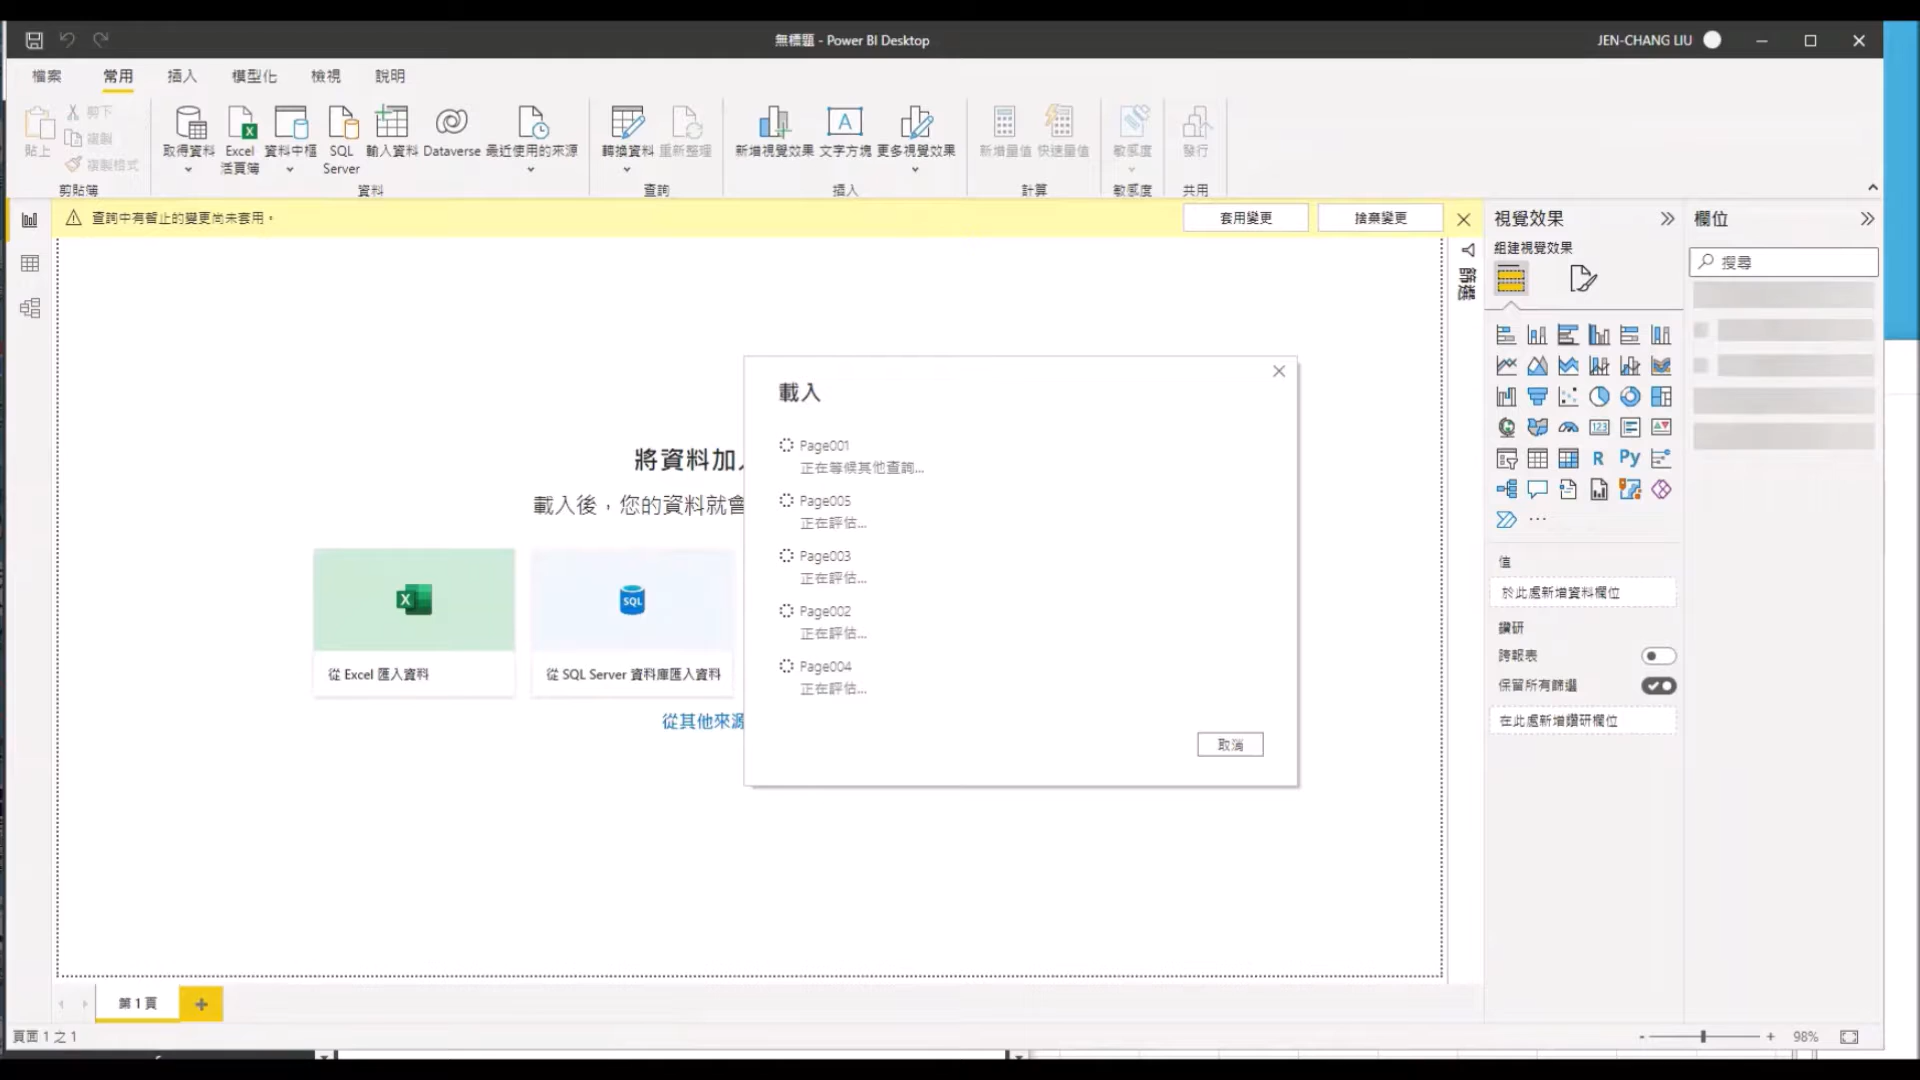 無標題 - Power BI Desktop
JEN-CHANG LIU
檔案
常用
插入
模型化
檢視
說明
貼上
剪下
複製
複製格式
剪貼簿
取得資料
Excel
活頁簿
資料中樞
SQL
Server
輸入資料
Dataverse
最近使用的來源
資料
轉換資料
重新整理
查詢
新增視覺效果
文字方塊
更多視覺效果
插入
新增量值
快速量值
計算
敏感度
敏感度
發行
共用
查詢中有暫止的變更尚未套用。
套用變更
捨棄變更
篩選
視覺效果
組建視覺效果
欄位
搜尋
將資料加入
載入後，您的資料就會
從 Excel 匯入資料
SQL
從 SQL Server 資料庫匯入資料
從其他來源
載入
Page001
正在等候其他查詢...
Page005
正在評估...
Page003
正在評估...
Page002
正在評估...
Page004
正在評估...
取消
123
R
Py
值
於此處新增資料欄位
鑽研
跨報表
保留所有篩選
在此處新增鑽研欄位
第 1 頁
頁面 1 之 1
98%